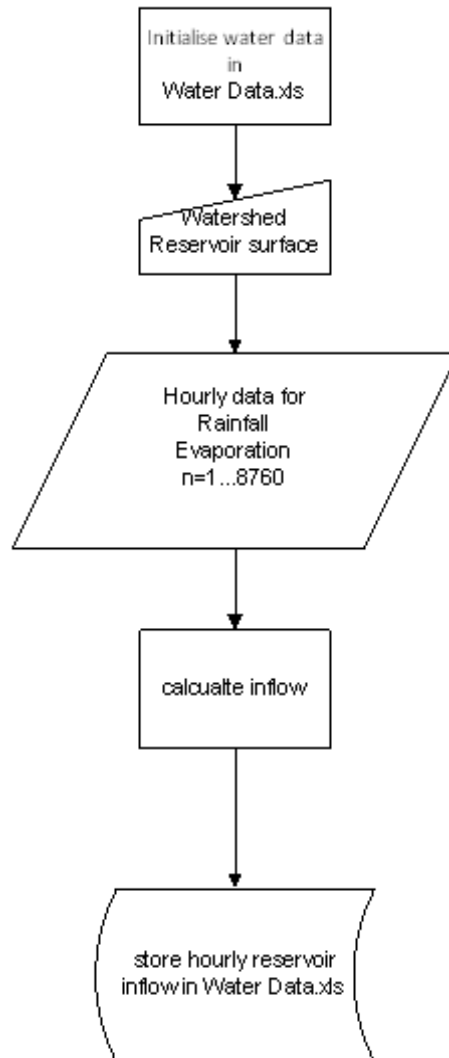 Initialise water data
in
Water Data.xls
Watershed
Reservoir surface
Hourly data for
Rainfall
Evaporation
n=1...8760
calcualte inflow
store hourly reservoir
inflow in Water Data.xls